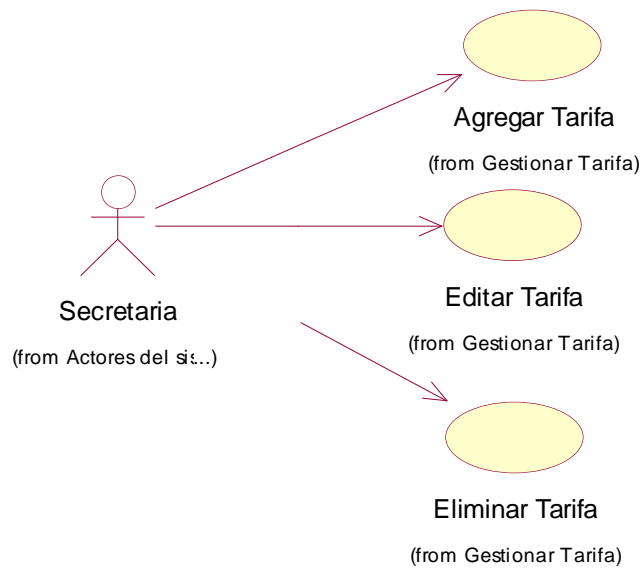 Agregar Tarifa
(from Gestionar Tarifa)
Secretaria
(from Actores del sis...)
Editar Tarifa
(from Gestionar Tarifa)
Eliminar Tarifa
(from Gestionar Tarifa)